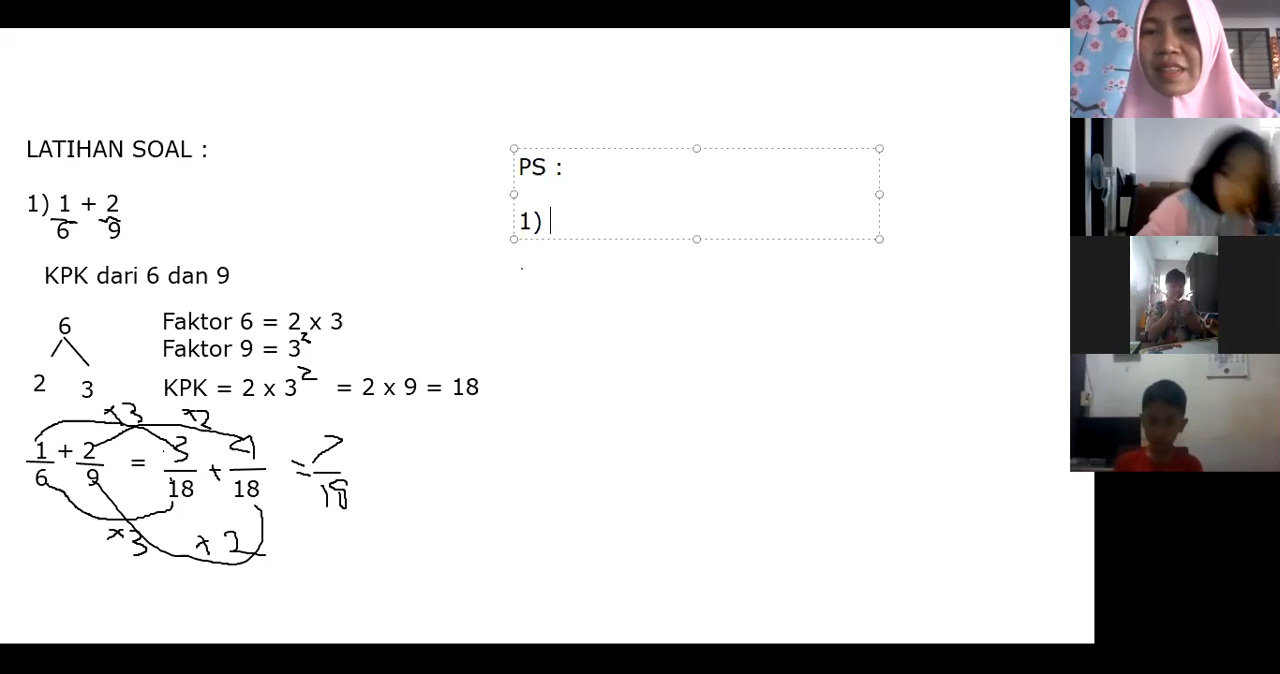 LATIHAN SOAL :
1) 1/6 + 2/9
KPK dari 6 dan 9
6
2 3
Faktor 6 = 2 x 3
Faktor 9 = 3²
KPK = 2 x 3² = 2 x 9 = 18
x3 x2
1/6 + 2/9 = 3/18 + 4/18 = 7/18
x3 x2
PS :
1)